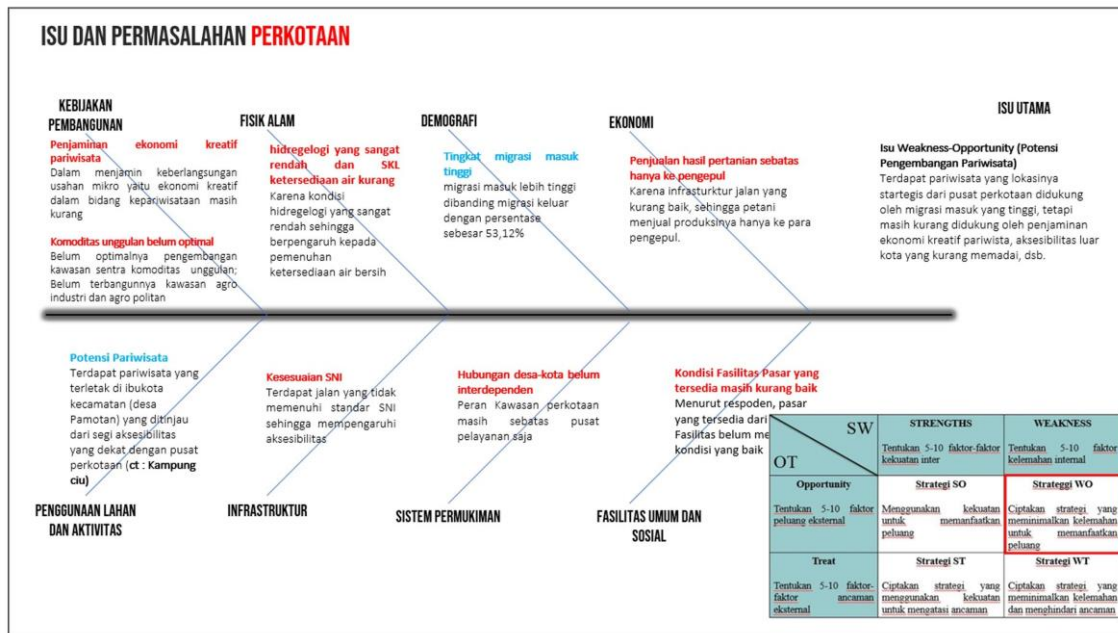 ISU DAN PERMASALAHAN PERKOTAAN
KEBIJAKAN
PEMBANGUNAN
Penjaminan ekonomi kreatif
pariwisata
Dalam menjamin keberlangsungan
usahan mikro yaitu ekonomi kreatif
dalam bidang kepariwisataan masih
kurang
Komoditas unggulan belum optimal
Belum optimalnya pengembangan
kawasan sentra komoditas unggulan;
Belum terbangunnya kawasan agro
industri dan agro politan
FISIK ALAM
hidregelogi yang sangat
rendah dan SKL
ketersediaan air kurang
Karena kondisi
hidregelogi yang sangat
rendah sehingga
berpengaruh kepada
pemenuhan
ketersediaan air bersih
DEMOGRAFI
Tingkat migrasi masuk
tinggi
migrasi masuk lebih tinggi
dibanding migrasi keluar
dengan persentase
sebesar 53,12%
EKONOMI
Penjualan hasil pertanian sebatas
hanya ke pengepul
Karena infrasturktur jalan yang
kurang baik, sehingga petani
menjual produksinya hanya ke para
pengepul.
ISU UTAMA
Isu Weakness-Opportunity (Potensi
Pengembangan Pariwisata)
Terdapat pariwisata yang lokasinya
startegis dari pusat perkotaan didukung
oleh migrasi masuk yang tinggi, tetapi
masih kurang didukung oleh penjaminan
ekonomi kreatif pariwista, aksesibilitas luar
kota yang kurang memadai, dsb.
Potensi Pariwisata
Terdapat pariwisata yang
terletak di ibukota
kecamatan (desa
Pamotan) yang ditinjau
dari segi aksesibilitas
yang dekat dengan pusat
perkotaan (ct : Kampung
ciu)
PENGGUNAAN LAHAN
DAN AKTIVITAS
Kesesuaian SNI
Terdapat jalan yang tidak
memenuhi standar SNI
sehingga mempengaruhi
aksesibilitas
INFRASTRUKTUR
Hubungan desa-kota belum
interdependen
Peran Kawasan perkotaan
masih sebatas pusat
pelayanan saja
SISTEM PERMUKIMAN
Kondisi Fasilitas Pasar yang
tersedia masih kurang baik
Menurut respoden, pasar
yang tersedia dari
Fasilitas belum me
kondisi yang baik
FASILITAS UMUM DAN
SOSIAL
SW
OT
STRENGTHS
Tentukan 5-10 faktor-faktor
kekuatan inter
WEAKNESS
Tentukan 5-10 faktor
kelemahan internal
Opportunity
Tentukan 5-10 faktor
peluang eksternal
Strategi SO
Menggunakan kekuatan
untuk memanfaatkan
peluang
Strateggi WO
Ciptakan strategi yang
meminimalkan kelemahan
untuk memanfaatkan
peluang
Treat
Tentukan 5-10 faktor-
faktor ancaman
eksternal
Strategi ST
Ciptakan strategi yang
menggunakan kekuatan
untuk mengatasi ancaman
Strategi WT
Ciptakan strategi yang
meminimalkan kelemahan
dan menghindari ancaman